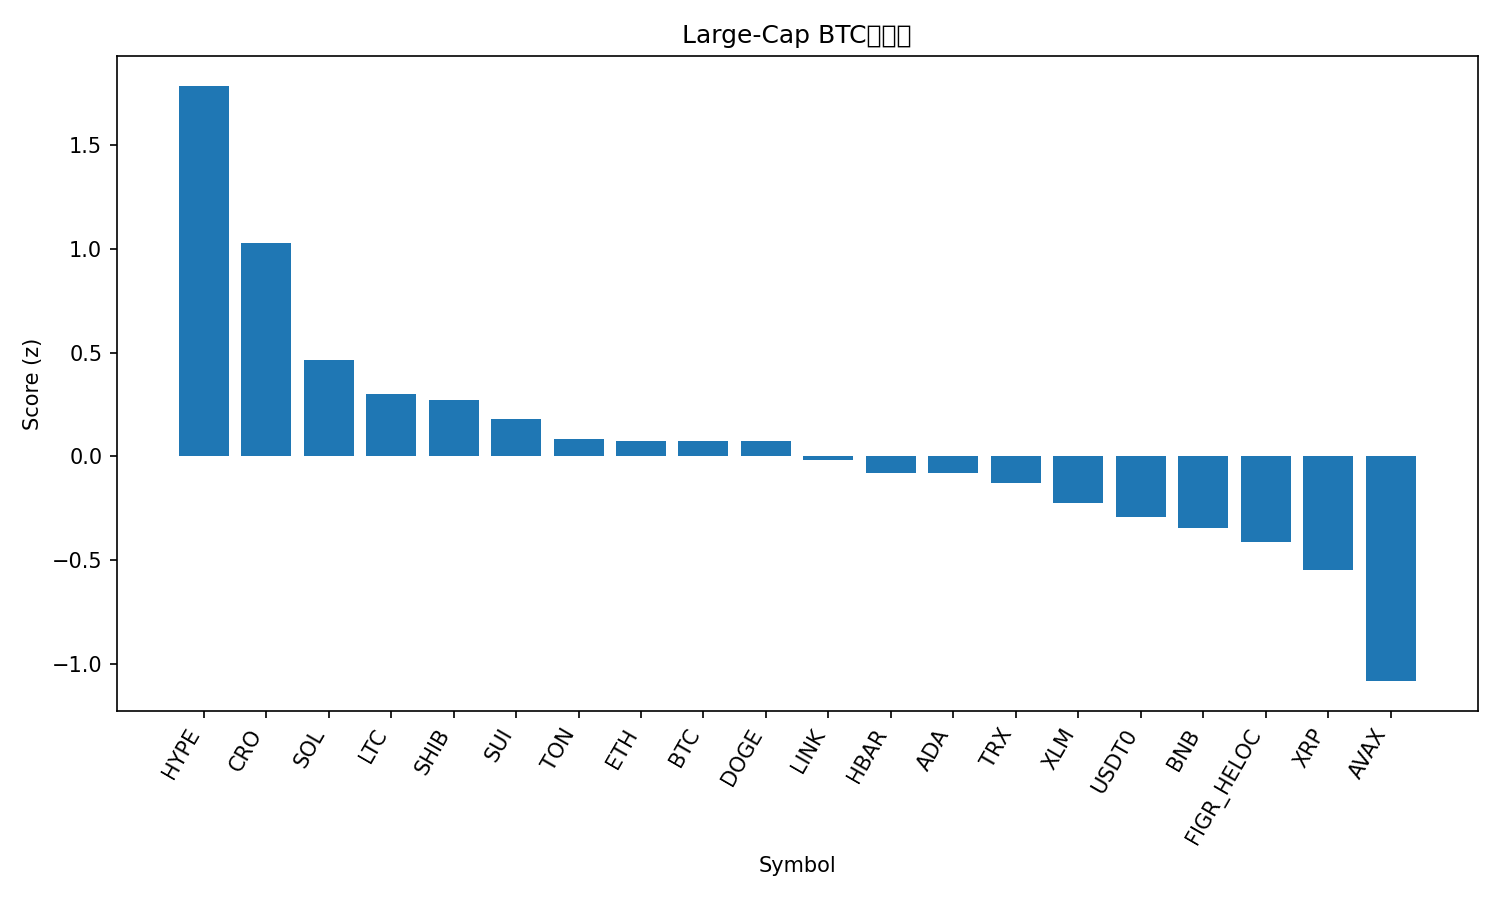 Large-Cap BTC
Score (z)
1.5
1.0
0.5
0.0
−0.5
−1.0
HYPE
CRO
SOL
LTC
SHIB
SUI
TON
ETH
BTC
DOGE
LINK
HBAR
ADA
TRX
XLM
USDT0
BNB
FIGR_HELOC
XRP
AVAX
Symbol